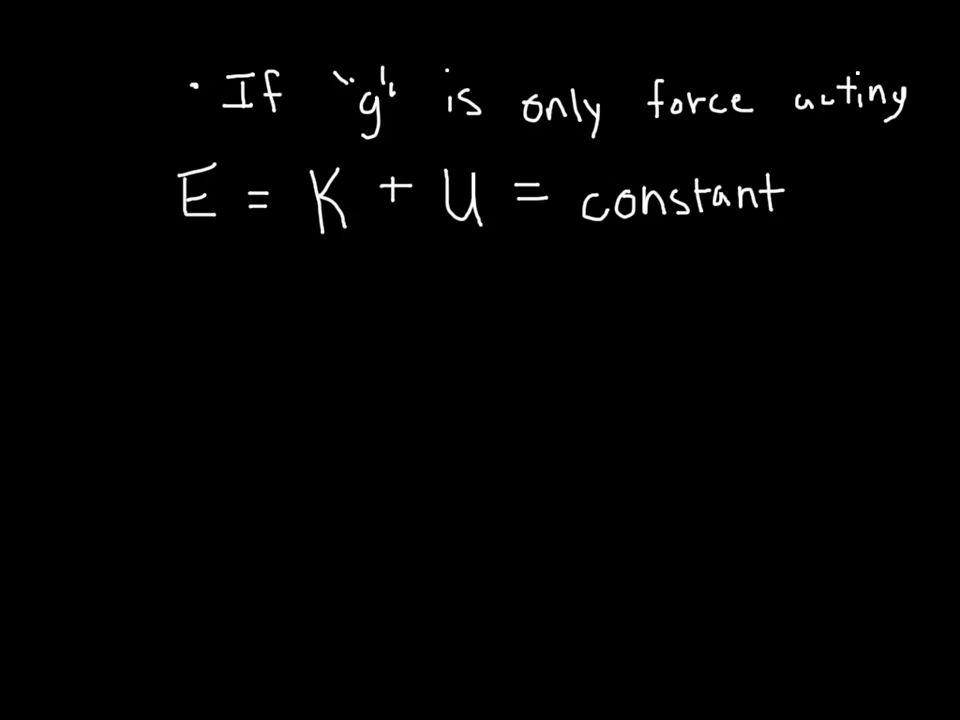 · If "g" is only force acting
E = K + U = constant